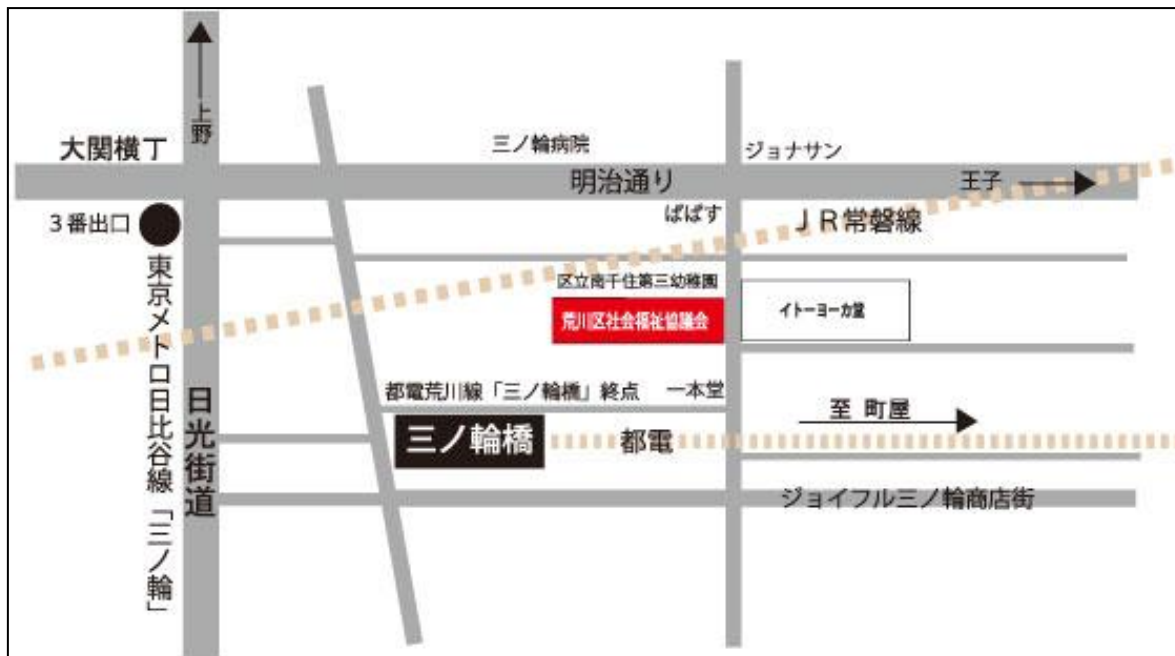 上野
大関横丁
三ノ輪病院
ジョナサン
明治通り
王子
3番出口
ぱぱす
JR常磐線
区立南千住第三幼稚園
荒川区社会福祉協議会
イトーヨーカ堂
東京メトロ日比谷線「三ノ輪」
日光街道
都電荒川線「三ノ輪橋」終点
一本堂
至 町屋
三ノ輪橋
都電
ジョイフル三ノ輪商店街